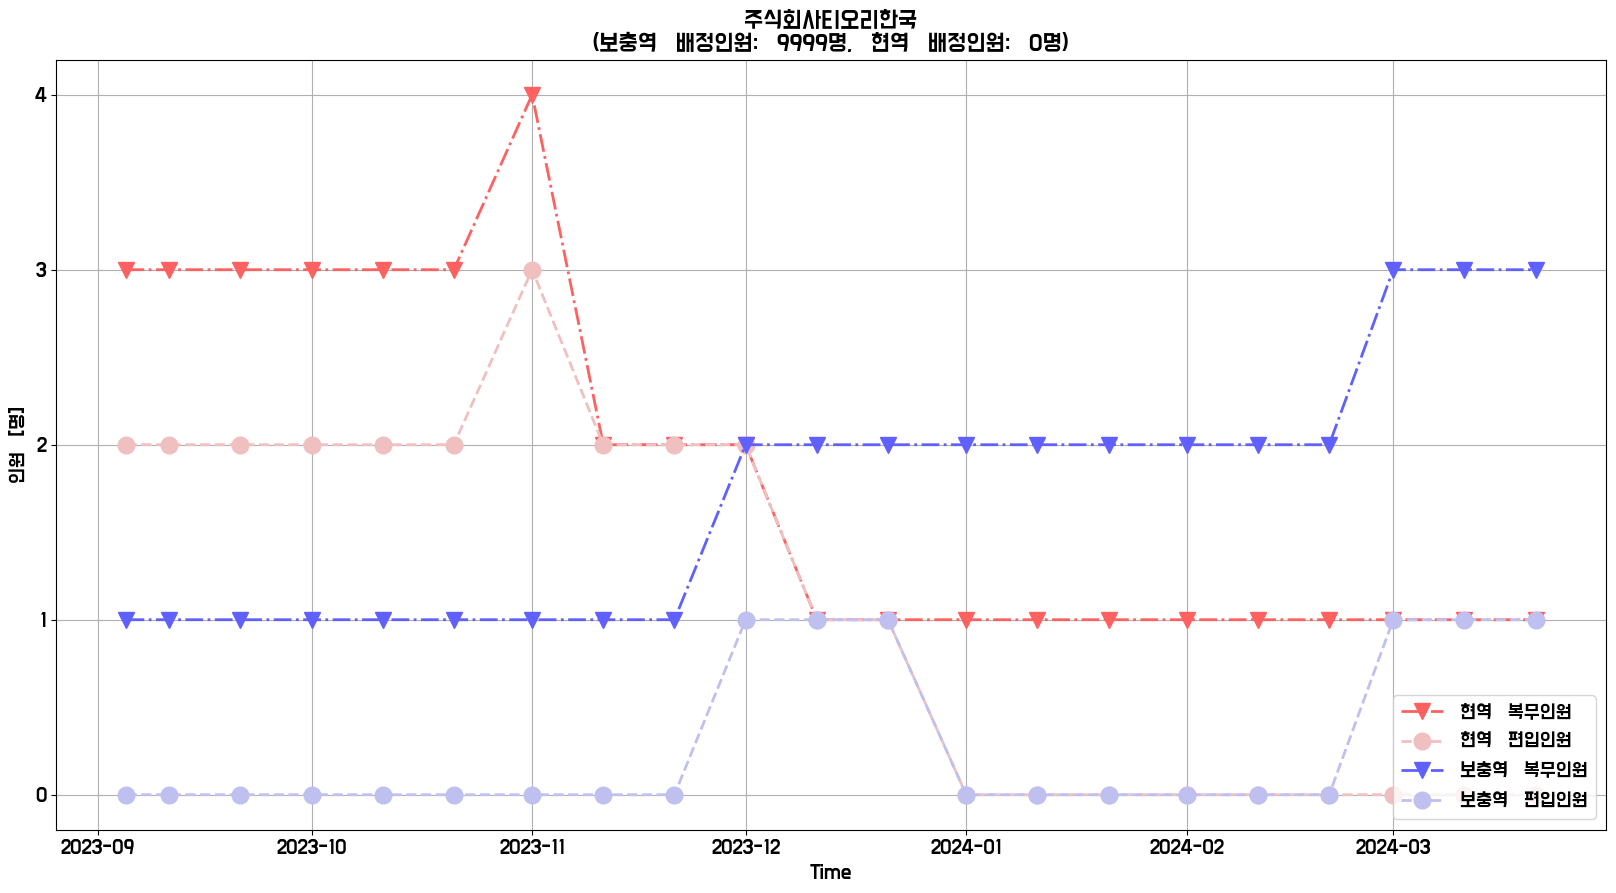 주식회사티오리한국
(보충역 배정인원: 9999명, 현역 배정인원: 0명)
인원 [명]
4
3
2
1
0
2023-09
2023-10
2023-11
2023-12
2024-01
2024-02
2024-03
Time
현역 복무인원
현역 편입인원
보충역 복무인원
보충역 편입인원